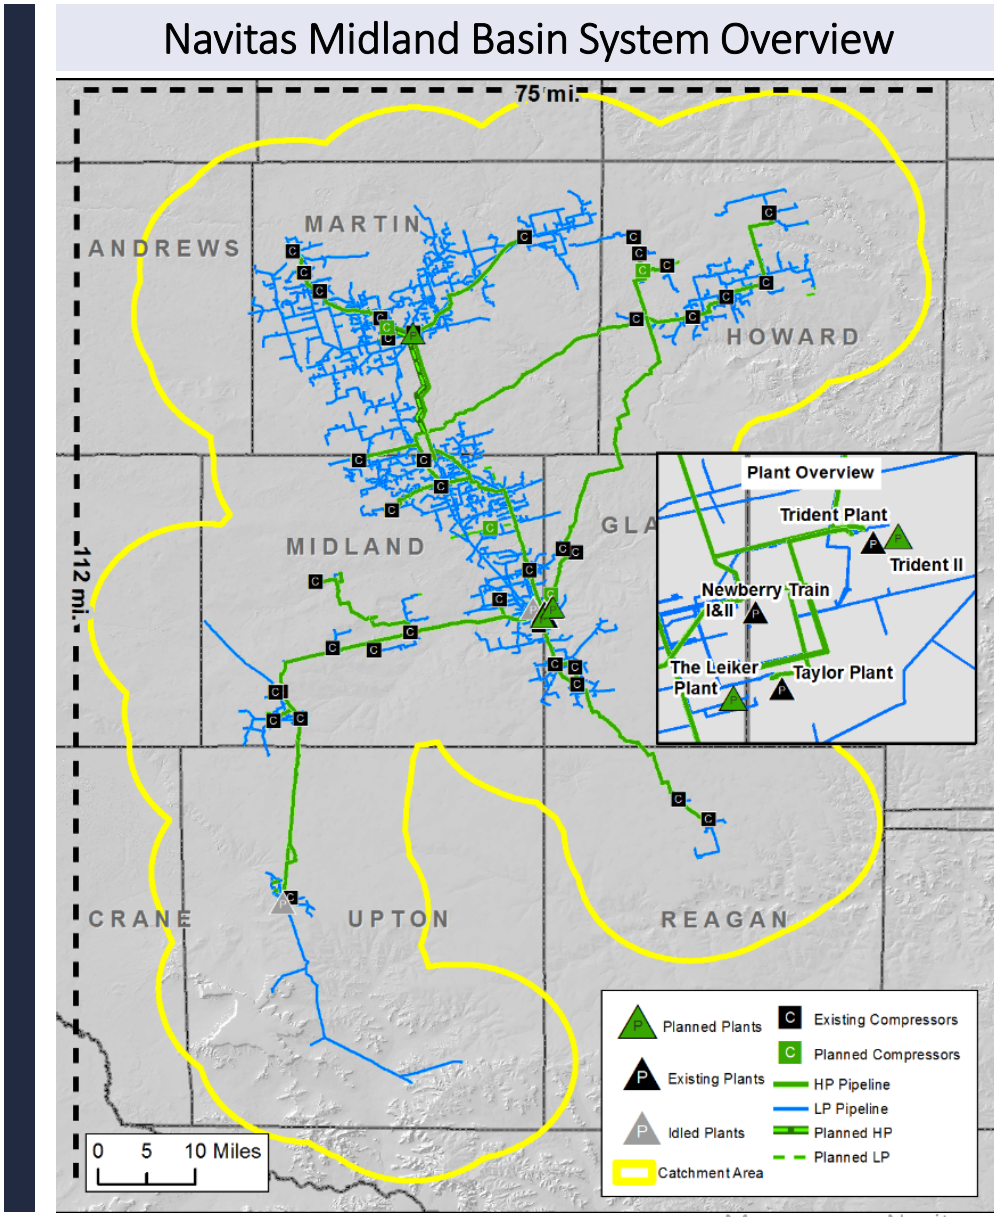 Navitas Midland Basin System Overview
75 mi.
MARTIN
ANDREWS
HOWARD
112 mi.
MIDLAND
GLA
Plant Overview
Trident Plant
Trident II
Newberry Train
I&II
The Leiker
Plant
Taylor Plant
CRANE
UPTON
REAGAN
P Planned Plants
P Existing Plants
P Idled Plants
Catchment Area
C Existing Compressors
C Planned Compressors
HP Pipeline
LP Pipeline
Planned HP
Planned LP
0 5 10 Miles